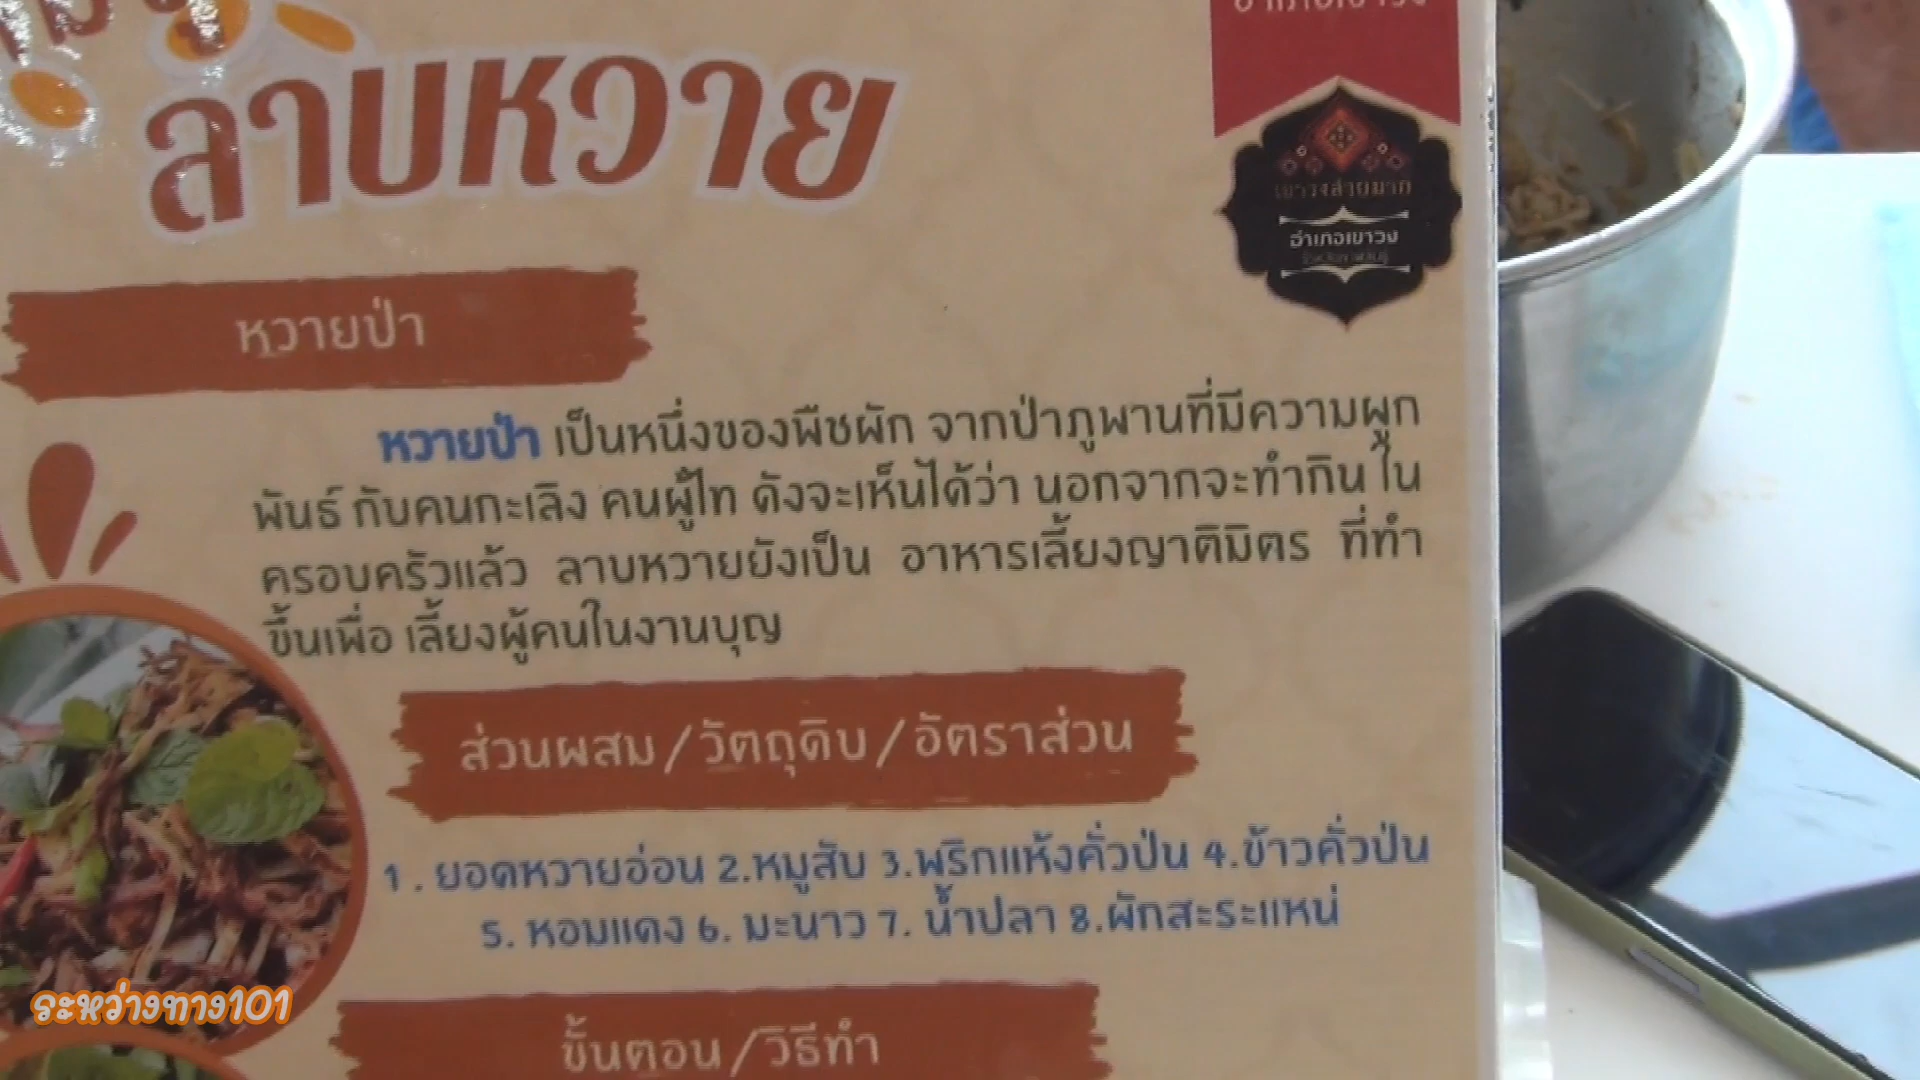 ลาบหวาย
อำเภอเขาวง
หวายป่า
หวายป่า เป็นหนึ่งของพืชผัก จากป่าภูพานที่มีความผูก
พันธ์ กับคนกะเลิง คนผู้ไท ดังจะเห็นได้ว่า นอกจากจะทำกิน ใน
ครอบครัวแล้ว ลาบหวายยังเป็น อาหารเลี้ยงญาติมิตร ที่ทำ
ขึ้นเพื่อ เลี้ยงผู้คนในงานบุญ
ส่วนผสม/วัตถุดิบ/อัตราส่วน
1. ยอดหวายอ่อน 2.หมูสับ 3.พริกแห้งคั่วป่น 4.ข้าวคั่วป่น
5. หอมแดง 6. มะนาว 7. น้ำปลา 8.ผักสะระแหน่
ขั้นตอน/วิธีทำ
ระหว่างทาง101